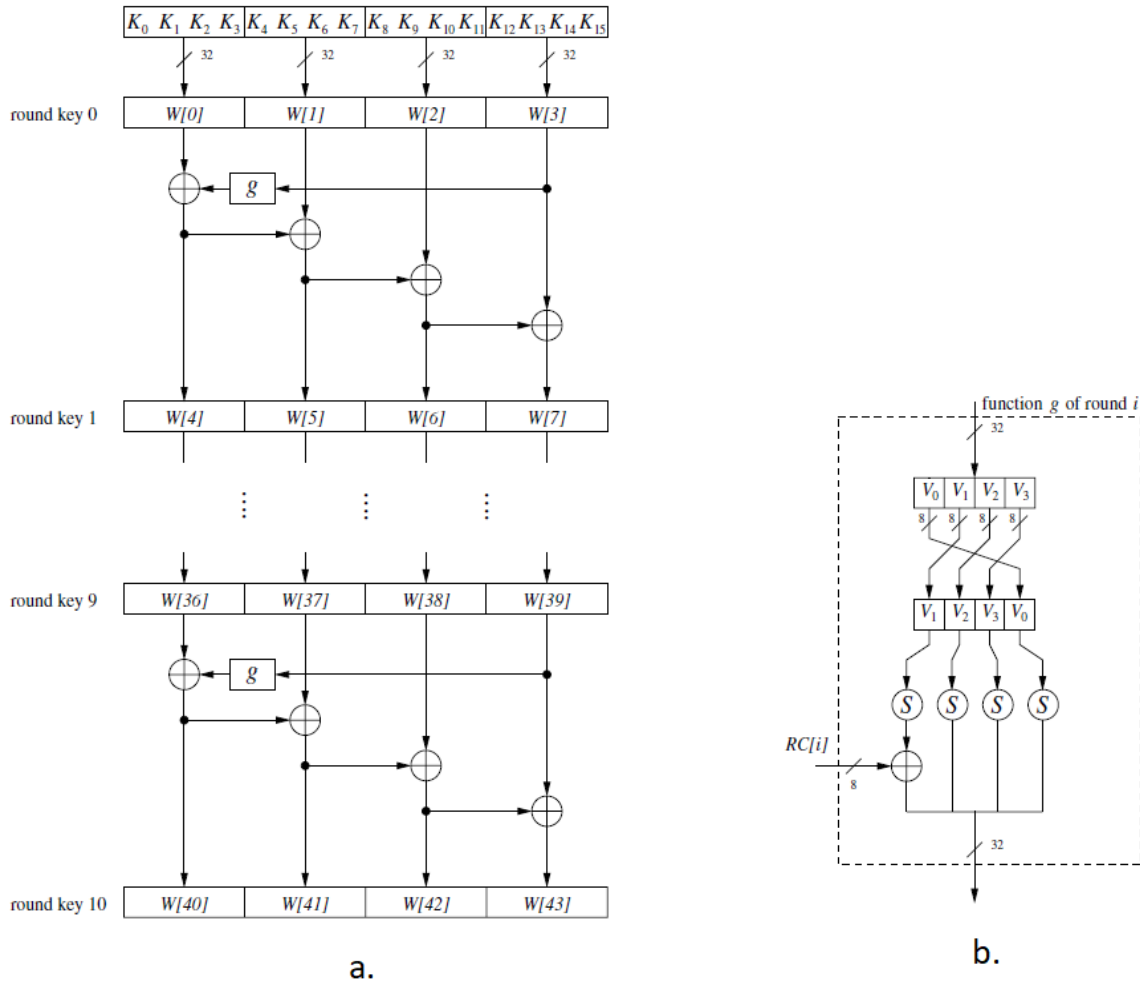 K0 K1 K2 K3 K4 K5 K6 K7 K8 K9 K10 K11 K12 K13 K14 K15
32 32 32 32
round key 0 W[0] W[1] W[2] W[3]
g
round key 1 W[4] W[5] W[6] W[7]
round key 9 W[36] W[37] W[38] W[39]
g
round key 10 W[40] W[41] W[42] W[43]
a.
function g of round i
32
V0 V1 V2 V3
8 8 8 8
V1 V2 V3 V0
S S S S
RC[i]
8
32
b.